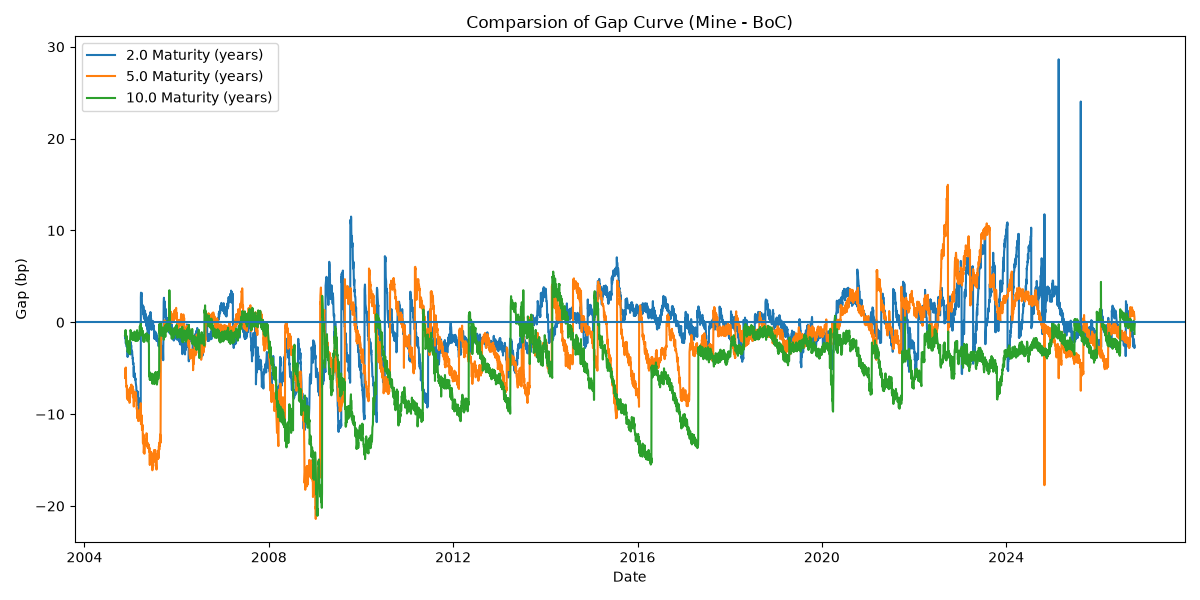 Comparsion of Gap Curve (Mine - BoC)
2.0 Maturity (years)
5.0 Maturity (years)
10.0 Maturity (years)
Gap (bp)
30
20
10
0
−10
−20
2004
2008
2012
2016
2020
2024
Date